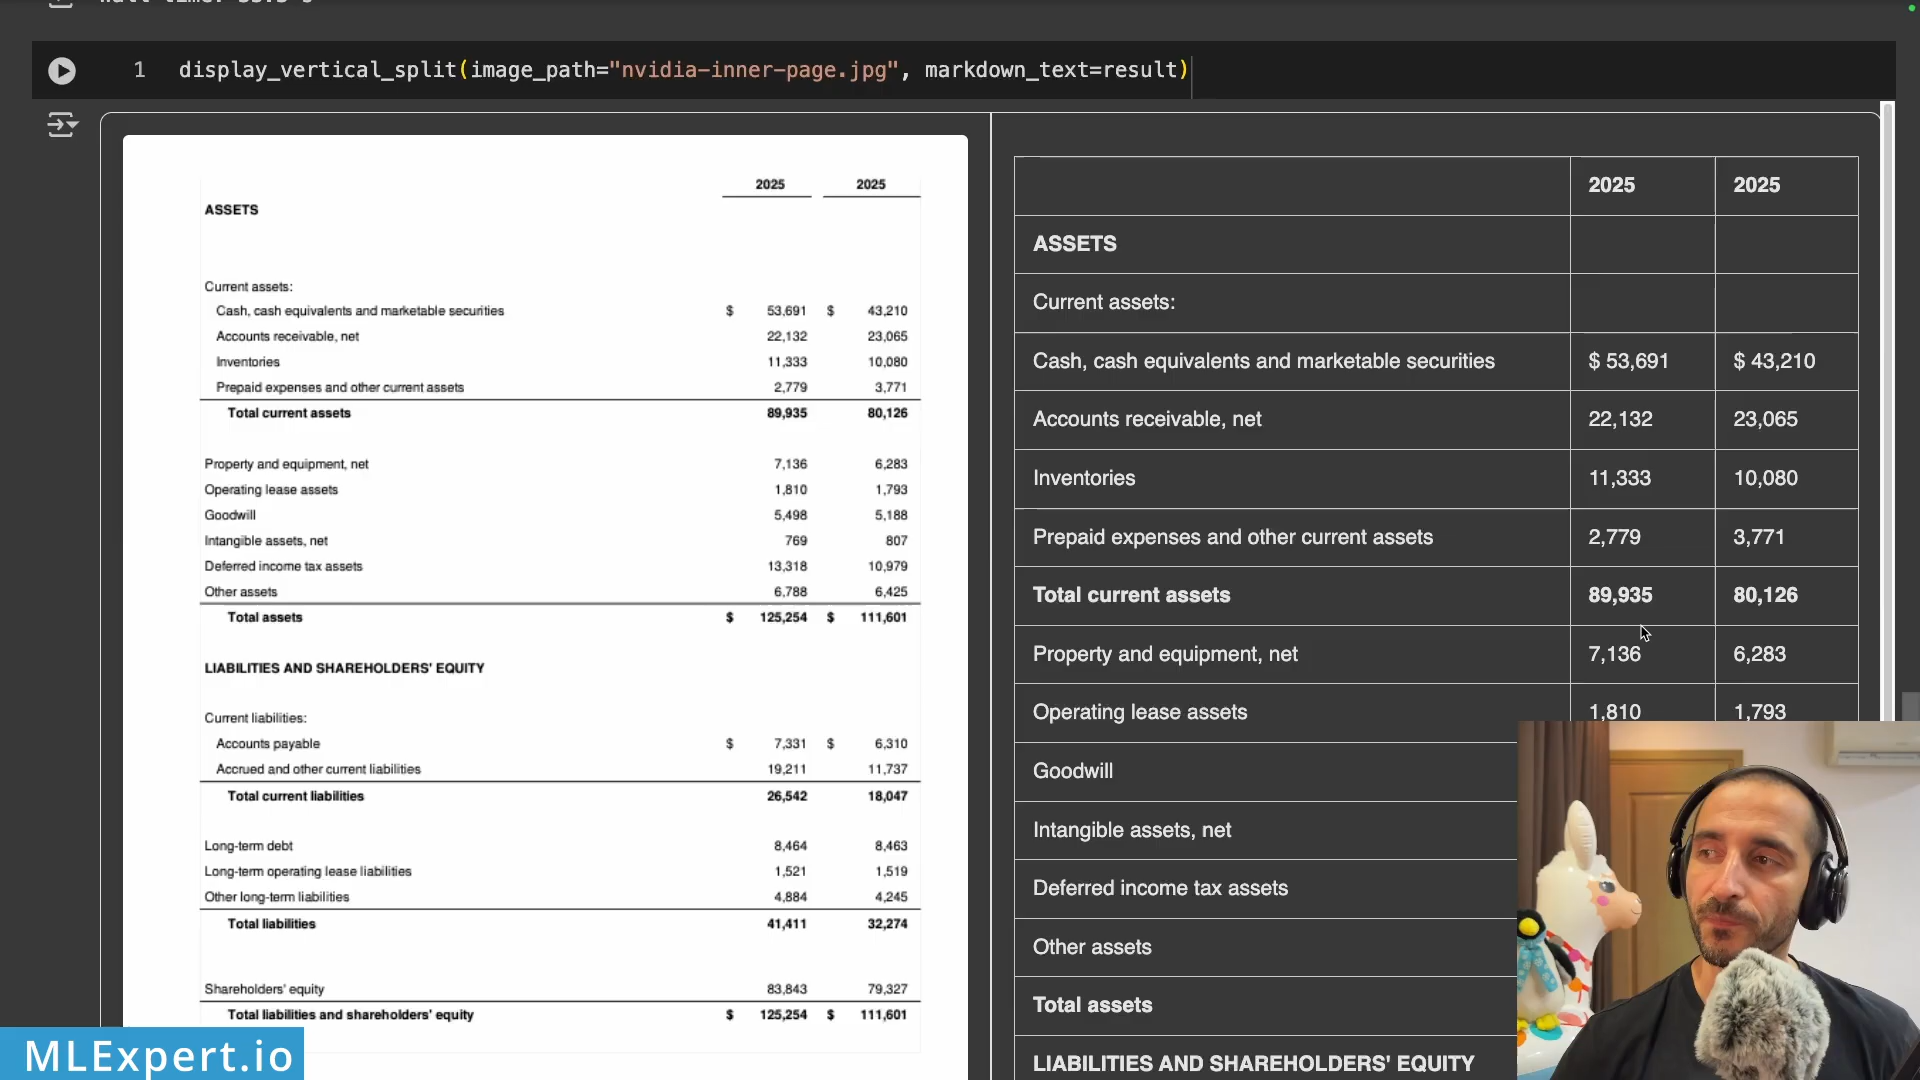 1 display_vertical_split(image_path="nvidia-inner-page.jpg", markdown_text=result)
2025 2025
ASSETS
Current assets:
Cash, cash equivalents and marketable securities $ 53,691 $ 43,210
Accounts receivable, net 22,132 23,065
Inventories 11,333 10,080
Prepaid expenses and other current assets 2,779 3,771
Total current assets 89,935 80,126
Property and equipment, net 7,136 6,283
Operating lease assets 1,810 1,793
Goodwill 5,498 5,188
Intangible assets, net 769 807
Deferred income tax assets 13,318 10,979
Other assets 6,788 6,425
Total assets $ 125,254 $ 111,601
LIABILITIES AND SHAREHOLDERS' EQUITY
Current liabilities:
Accounts payable $ 7,331 $ 6,310
Accrued and other current liabilities 19,211 11,737
Total current liabilities 26,542 18,047
Long-term debt 8,464 8,463
Long-term operating lease liabilities 1,521 1,519
Other long-term liabilities 4,884 4,245
Total liabilities 41,411 32,274
Shareholders' equity 83,843 79,327
Total liabilities and shareholders' equity $ 125,254 $ 111,601
2025 2025
ASSETS
Current assets:
Cash, cash equivalents and marketable securities $ 53,691 $ 43,210
Accounts receivable, net 22,132 23,065
Inventories 11,333 10,080
Prepaid expenses and other current assets 2,779 3,771
Total current assets 89,935 80,126
Property and equipment, net 7,136 6,283
Operating lease assets 1,810 1,793
Goodwill
Intangible assets, net
Deferred income tax assets
Other assets
Total assets
LIABILITIES AND SHAREHOLDERS' EQUITY
MLExpert.io